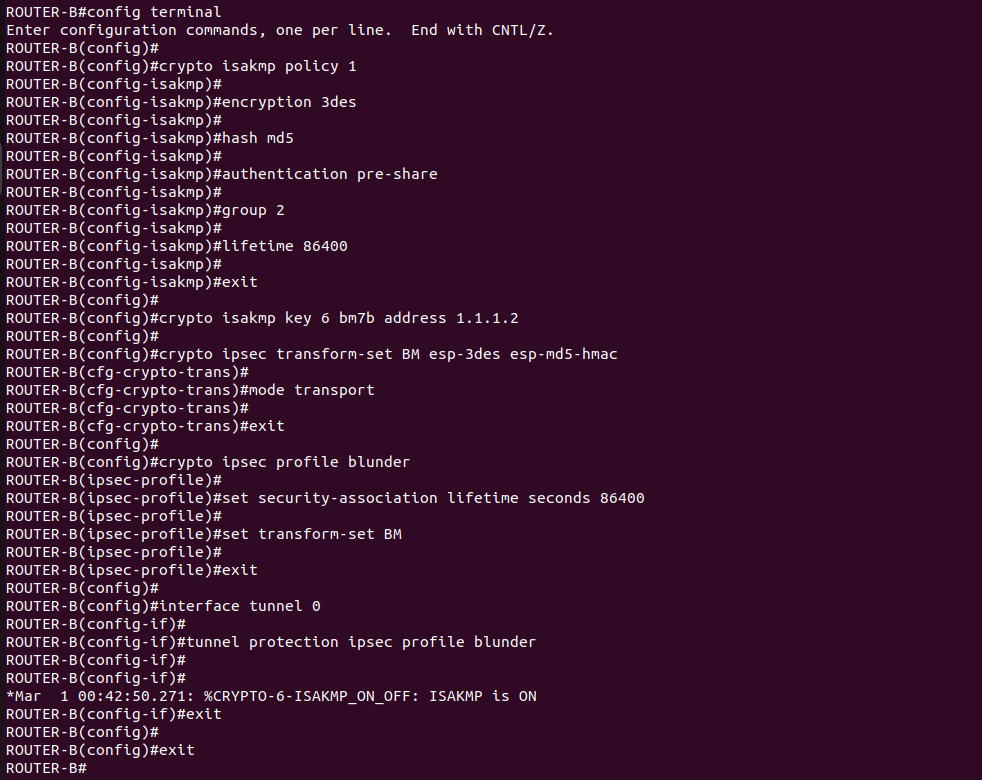 ROUTER-B#config terminal
Enter configuration commands, one per line.  End with CNTL/Z.
ROUTER-B(config)#
ROUTER-B(config)#crypto isakmp policy 1
ROUTER-B(config-isakmp)#
ROUTER-B(config-isakmp)#encryption 3des
ROUTER-B(config-isakmp)#
ROUTER-B(config-isakmp)#hash md5
ROUTER-B(config-isakmp)#
ROUTER-B(config-isakmp)#authentication pre-share
ROUTER-B(config-isakmp)#
ROUTER-B(config-isakmp)#group 2
ROUTER-B(config-isakmp)#
ROUTER-B(config-isakmp)#lifetime 86400
ROUTER-B(config-isakmp)#
ROUTER-B(config-isakmp)#exit
ROUTER-B(config)#
ROUTER-B(config)#crypto isakmp key 6 bm7b address 1.1.1.2
ROUTER-B(config)#
ROUTER-B(config)#crypto ipsec transform-set BM esp-3des esp-md5-hmac
ROUTER-B(cfg-crypto-trans)#
ROUTER-B(cfg-crypto-trans)#mode transport
ROUTER-B(cfg-crypto-trans)#
ROUTER-B(cfg-crypto-trans)#exit
ROUTER-B(config)#
ROUTER-B(config)#crypto ipsec profile blunder
ROUTER-B(ipsec-profile)#
ROUTER-B(ipsec-profile)#set security-association lifetime seconds 86400
ROUTER-B(ipsec-profile)#
ROUTER-B(ipsec-profile)#set transform-set BM
ROUTER-B(ipsec-profile)#
ROUTER-B(ipsec-profile)#exit
ROUTER-B(config)#
ROUTER-B(config)#interface tunnel 0
ROUTER-B(config-if)#
ROUTER-B(config-if)#tunnel protection ipsec profile blunder
ROUTER-B(config-if)#
ROUTER-B(config-if)#
*Mar  1 00:42:50.271: %CRYPTO-6-ISAKMP_ON_OFF: ISAKMP is ON
ROUTER-B(config-if)#exit
ROUTER-B(config)#
ROUTER-B(config)#exit
ROUTER-B#